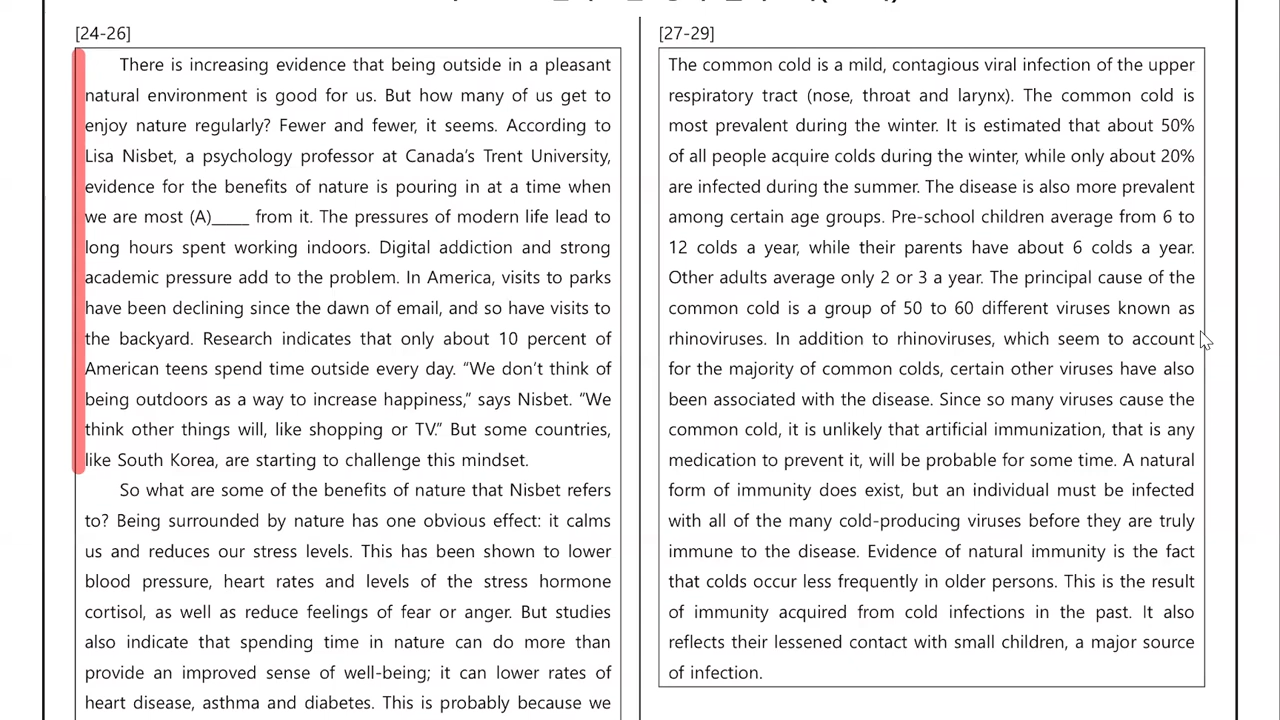 [24-26]
There is increasing evidence that being outside in a pleasant
natural environment is good for us. But how many of us get to
enjoy nature regularly? Fewer and fewer, it seems. According to
Lisa Nisbet, a psychology professor at Canada's Trent University,
evidence for the benefits of nature is pouring in at a time when
we are most (A)____ from it. The pressures of modern life lead to
long hours spent working indoors. Digital addiction and strong
academic pressure add to the problem. In America, visits to parks
have been declining since the dawn of email, and so have visits to
the backyard. Research indicates that only about 10 percent of
American teens spend time outside every day. “We don't think of
being outdoors as a way to increase happiness,” says Nisbet. “We
think other things will, like shopping or TV.” But some countries,
like South Korea, are starting to challenge this mindset.
So what are some of the benefits of nature that Nisbet refers
to? Being surrounded by nature has one obvious effect: it calms
us and reduces our stress levels. This has been shown to lower
blood pressure, heart rates and levels of the stress hormone
cortisol, as well as reduce feelings of fear or anger. But studies
also indicate that spending time in nature can do more than
provide an improved sense of well-being; it can lower rates of
heart disease, asthma and diabetes. This is probably because we
[27-29]
The common cold is a mild, contagious viral infection of the upper
respiratory tract (nose, throat and larynx). The common cold is
most prevalent during the winter. It is estimated that about 50%
of all people acquire colds during the winter, while only about 20%
are infected during the summer. The disease is also more prevalent
among certain age groups. Pre-school children average from 6 to
12 colds a year, while their parents have about 6 colds a year.
Other adults average only 2 or 3 a year. The principal cause of the
common cold is a group of 50 to 60 different viruses known as
rhinoviruses. In addition to rhinoviruses, which seem to account
for the majority of common colds, certain other viruses have also
been associated with the disease. Since so many viruses cause the
common cold, it is unlikely that artificial immunization, that is any
medication to prevent it, will be probable for some time. A natural
form of immunity does exist, but an individual must be infected
with all of the many cold-producing viruses before they are truly
immune to the disease. Evidence of natural immunity is the fact
that colds occur less frequently in older persons. This is the result
of immunity acquired from cold infections in the past. It also
reflects their lessened contact with small children, a major source
of infection.